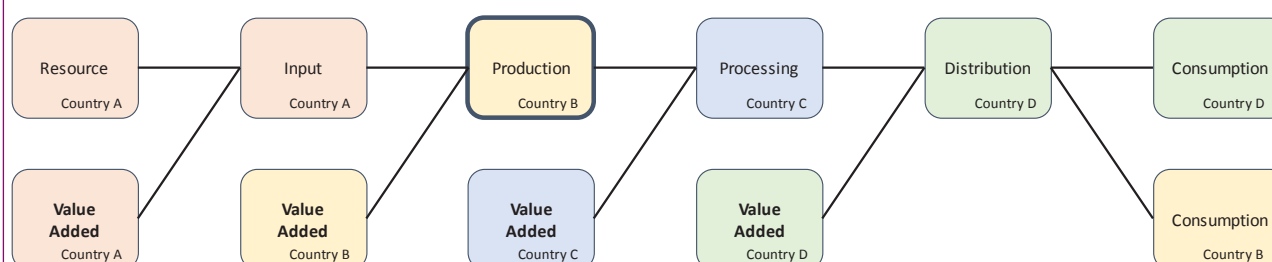 Resource
Country A
Input
Country A
Production
Country B
Processing
Country C
Distribution
Country D
Consumption
Country D
Value
Added
Country A
Value
Added
Country B
Value
Added
Country C
Value
Added
Country D
Consumption
Country B